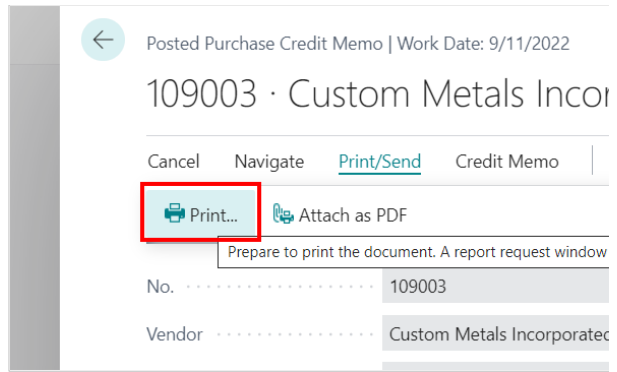 Posted Purchase Credit Memo | Work Date: 9/11/2022
109003 · Custom Metals Incor
Cancel Navigate Print/Send Credit Memo
Print... Attach as PDF
Prepare to print the document. A report request window
No. 109003
Vendor Custom Metals Incorporated